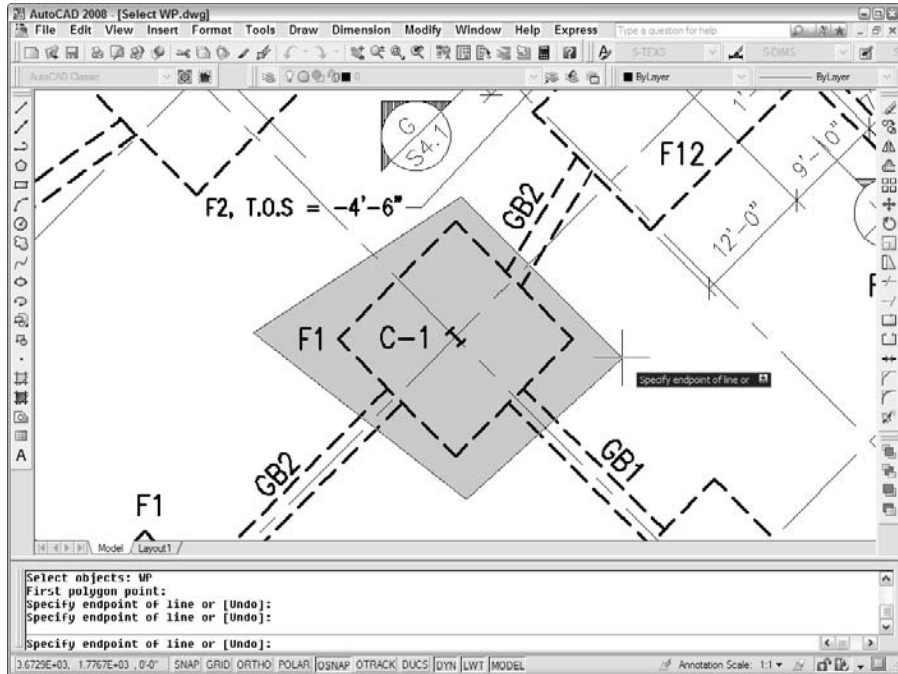 AutoCAD 2008 - [Select WP.dwg]
File Edit View Insert Format Tools Draw Dimension Modify Window Help Express
Type a question for help
S-TEXS
S-DIMS
AutoCAD Classic
0
ByLayer
ByLayer
G
S4.1
F12
1'-
9'-10"
F2, T.O.S = -4'-6"
GB2
12'-0"
F1
C-1
Specify endpoint of line or
GB2
GB1
F1
Model Layout1
Select objects: WP
First polygon point:
Specify endpoint of line or [Undo]:
Specify endpoint of line or [Undo]:
Specify endpoint of line or [Undo]:
3.6729E+03, 1.7767E+03 , 0'-0" SNAP GRID ORTHO POLAR OSNAP OTRACK DUCS DYN LWT MODEL Annotation Scale: 1:1